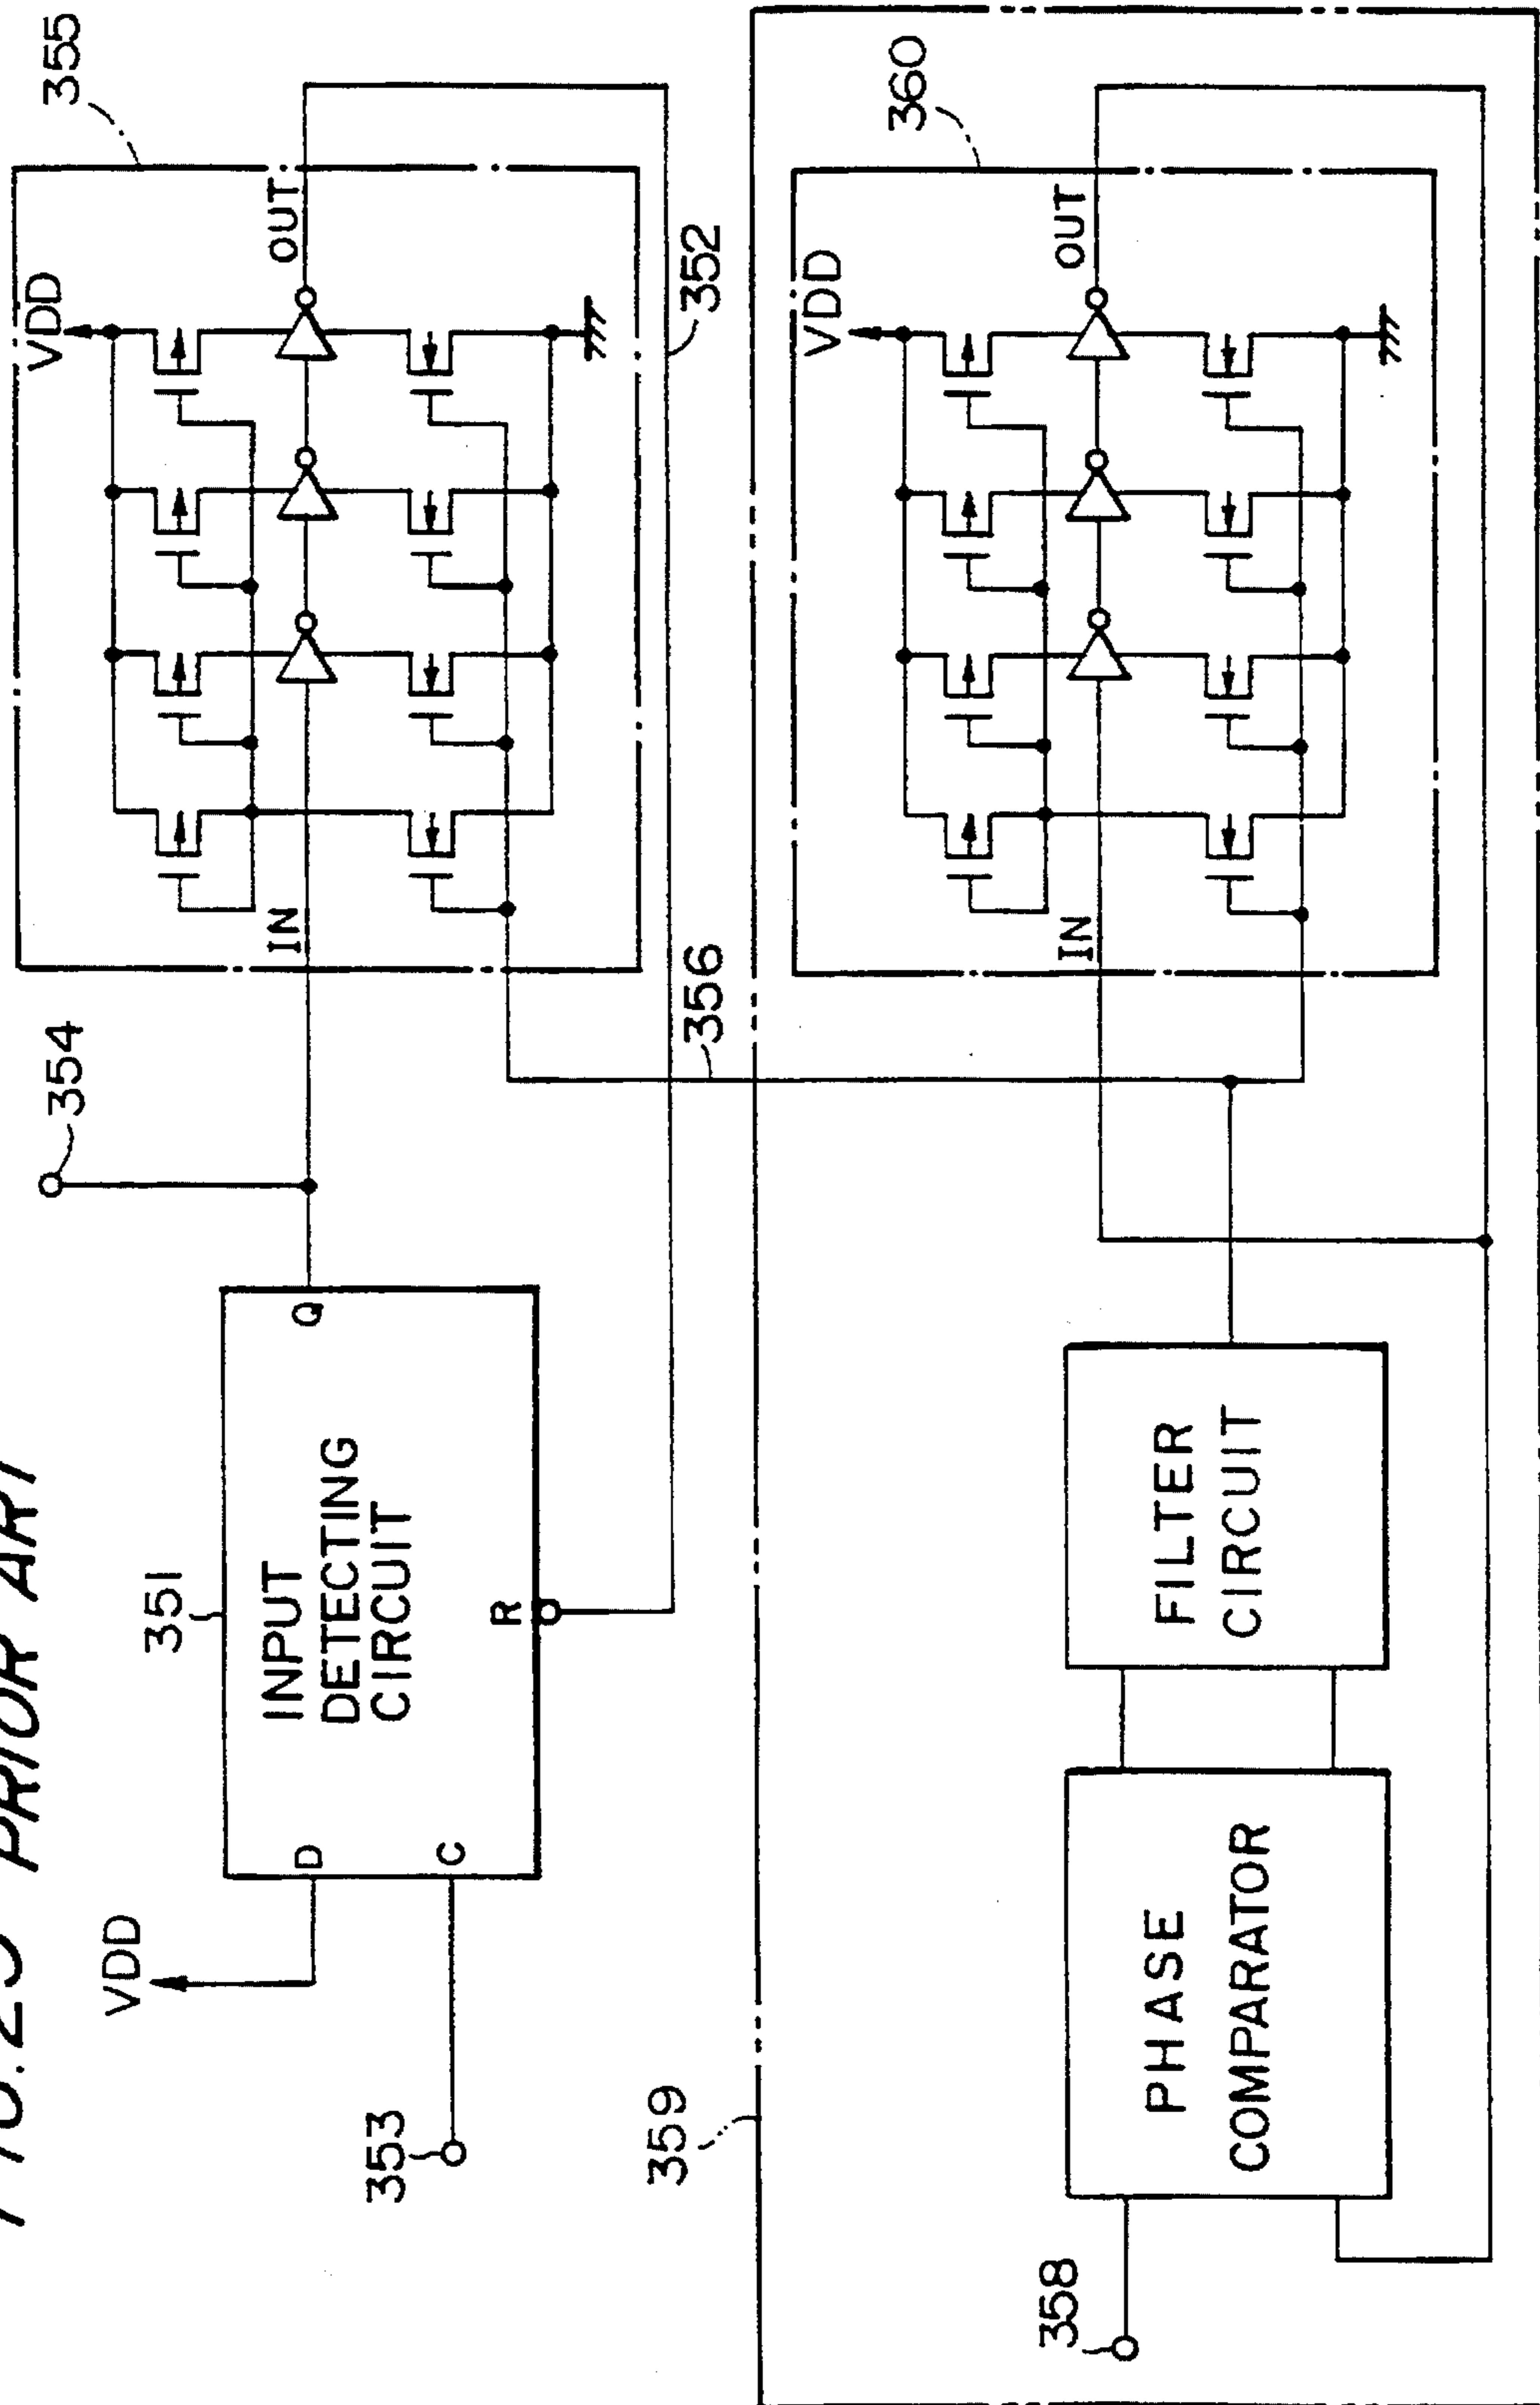 PRIOR ART
355
354
VDD
351
VDD
INPUT
DETECTING
CIRCUIT
D
Q
IN
OUT
C
353
R
352
356
359
360
VDD
358
PHASE
COMPARATOR
FILTER
CIRCUIT
IN
OUT